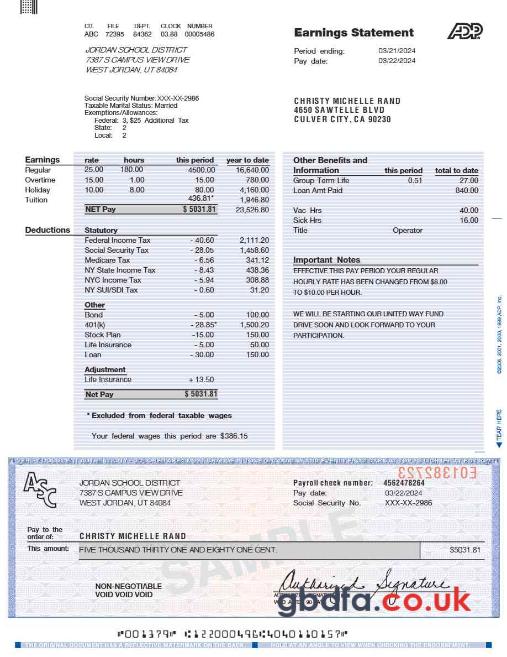 CO. FILE DEPT. CLOCK NUMBER
ABC 72395 84362 03.88 00005486
Earnings Statement
ADP
JORDAN SCHOOL DISTRICT
7387 S CAMPUS VIEW DRIVE
WEST JORDAN, UT 84084
Period ending: 03/21/2024
Pay date: 03/22/2024
Social Security Number: XXX-XX-2986
Taxable Marital Status: Married
Exemptions/Allowances:
Federal: 3, $25 Additional Tax
State: 2
Local: 2
CHRISTY MICHELLE RAND
4650 SAWTELLE BLVD
CULVER CITY, CA 90230
Earnings rate hours this period year to date
Regular 25.00 180.00 4500.00 16,640.00
Overtime 15.00 1.00 15.00 780.00
Holiday 10.00 8.00 80.00 4,160.00
Tuition 436.81* 1,946.80
NET Pay $ 5031.81 23,526.80
Deductions Statutory
Federal Income Tax - 40.60 2,111.20
Social Security Tax - 28.05 1,458.60
Medicare Tax - 6.56 341.12
NY State Income Tax - 8.43 438.36
NYC Income Tax - 5.94 308.88
NY SUI/SDI Tax - 0.60 31.20
Other
Bond - 5.00 100.00
401(k) - 28.85* 1,500.20
Stock Plan -15.00 150.00
Life Insurance - 5.00 50.00
Loan - 30.00 150.00
Adjustment
Life Insurance + 13.50
Net Pay $ 5031.81
* Excluded from federal taxable wages
Your federal wages this period are $386.15
Other Benefits and
Information this period total to date
Group Term Life 0.51 27.00
Loan Amt Paid 840.00
Vac Hrs 40.00
Sick Hrs 16.00
Title Operator
Important Notes
EFFECTIVE THIS PAY PERIOD YOUR REGULAR
HOURLY RATE HAS BEEN CHANGED FROM $8.00
TO $10.00 PER HOUR.
WE WILL BE STARTING OUR UNITED WAY FUND
DRIVE SOON AND LOOK FORWARD TO YOUR
PARTICIPATION.
TEAR HERE
E01382723
ASC
JORDAN SCHOOL DISTRICT
7387 S CAMPUS VIEW DRIVE
WEST JORDAN, UT 84084
Payroll check number: 4562478264
Pay date: 03/22/2024
Social Security No. XXX-XX-2986
Pay to the
order of: CHRISTY MICHELLE RAND
This amount: FIVE THOUSAND THIRTY ONE AND EIGHTY ONE CENT. $5031.81
SAMPLE
NON-NEGOTIABLE
VOID VOID VOID
Authorized Signature
gbdfa.co.uk
THE ORIGINAL DOCUMENT HAS A REFLECTIVE WATERMARK ON THE BACK. HOLD AT AN ANGLE TO VIEW WHEN CHECKING THE ENDORSEMENT.